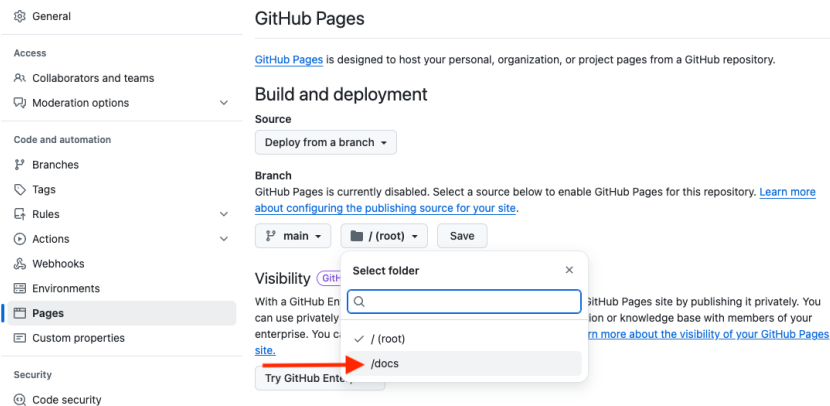 General
Access
Collaborators and teams
Moderation options
Code and automation
Branches
Tags
Rules
Actions
Webhooks
Environments
Pages
Custom properties
Security
Code security
GitHub Pages
GitHub Pages is designed to host your personal, organization, or project pages from a GitHub repository.
Build and deployment
Source
Deploy from a branch
Branch
GitHub Pages is currently disabled. Select a source below to enable GitHub Pages for this repository. Learn more
about configuring the publishing source for your site.
main / (root) Save
Select folder
/ (root)
/docs
Visibility
With a GitHub GitHub Pages site by publishing it privately. You
can use privately or knowledge base with members of your
enterprise. You more about the visibility of your GitHub Pages
site.
Try GitHub